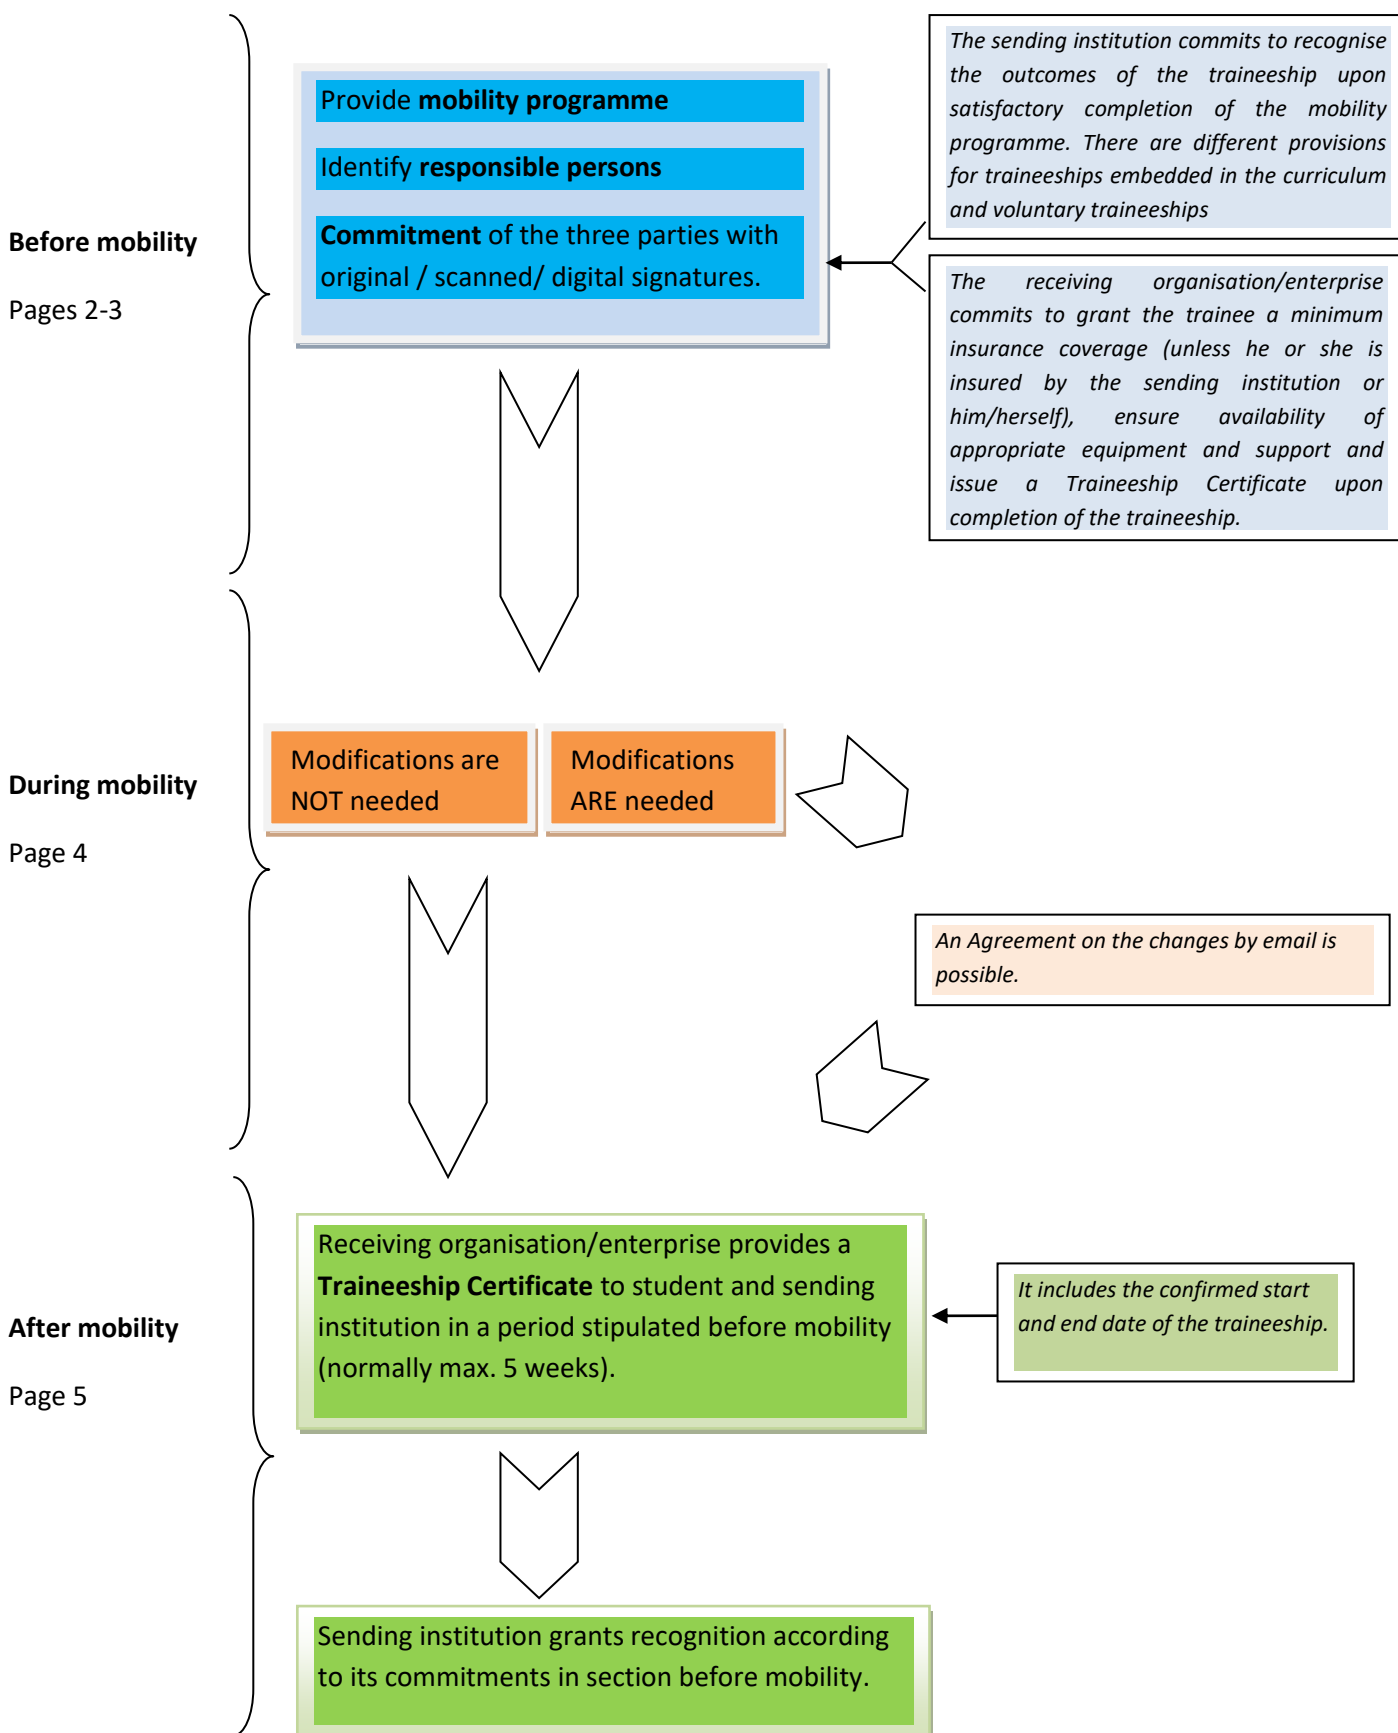 Before mobility
Pages 2-3
Provide mobility programme
Identify responsible persons
Commitment of the three parties with
original / scanned/ digital signatures.
The sending institution commits to recognise
the outcomes of the traineeship upon
satisfactory completion of the mobility
programme. There are different provisions
for traineeships embedded in the curriculum
and voluntary traineeships
The receiving organisation/enterprise
commits to grant the trainee a minimum
insurance coverage (unless he or she is
insured by the sending institution or
him/herself), ensure availability of
appropriate equipment and support and
issue a Traineeship Certificate upon
completion of the traineeship.
During mobility
Page 4
Modifications are
NOT needed
Modifications
ARE needed
An Agreement on the changes by email is
possible.
After mobility
Page 5
Receiving organisation/enterprise provides a
Traineeship Certificate to student and sending
institution in a period stipulated before mobility
(normally max. 5 weeks).
It includes the confirmed start
and end date of the traineeship.
Sending institution grants recognition according
to its commitments in section before mobility.